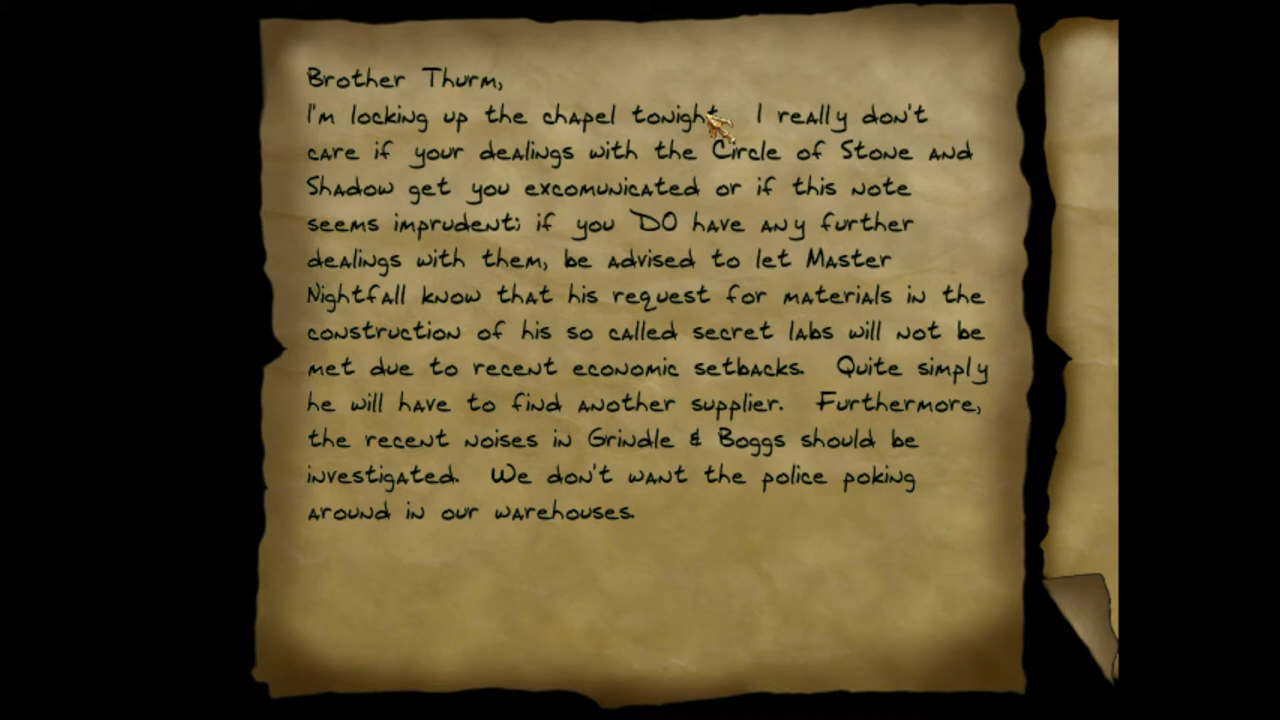 Brother Thurm,
I'm locking up the chapel tonight. I really don't
care if your dealings with the Circle of Stone and
Shadow get you excomunicated or if this note
seems imprudent; if you DO have any further
dealings with them, be advised to let Master
Nightfall know that his request for materials in the
construction of his so called secret labs will not be
met due to recent economic setbacks. Quite simply
he will have to find another supplier. Furthermore,
the recent noises in Grindle & Boggs should be
investigated. We don't want the police poking
around in our warehouses.